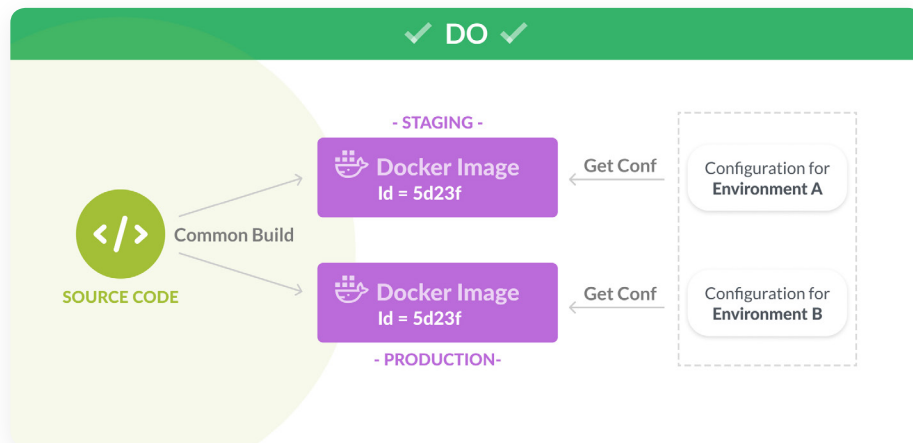 DO
- STAGING -
Docker Image
Id = 5d23f
Get Conf
Configuration for
Environment A
</>
Common Build
SOURCE CODE
Docker Image
Id = 5d23f
Get Conf
Configuration for
Environment B
- PRODUCTION-